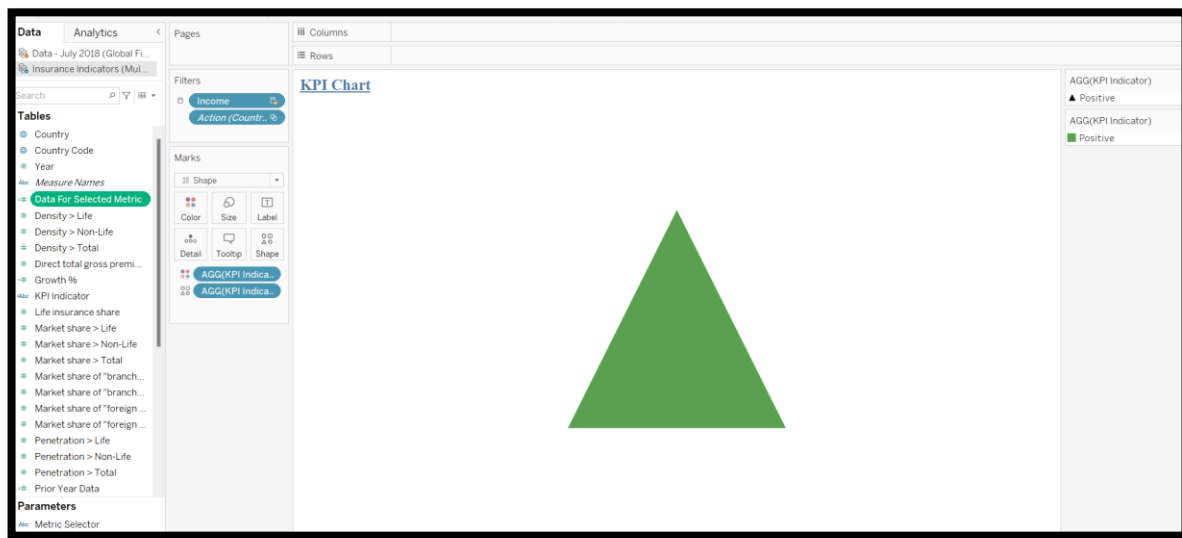 Data Analytics <
Data - July 2018 (Global Fi...
Insurance Indicators (Mul...
Search
Tables
Country
Country Code
Year
Abc Measure Names
Data For Selected Metric
Density > Life
Density > Non-Life
Density > Total
Direct total gross premi...
Growth %
KPI Indicator
Life insurance share
Market share > Life
Market share > Non-Life
Market share > Total
Market share of "branch...
Market share of "branch...
Market share of "foreign ...
Market share of "foreign ...
Penetration > Life
Penetration > Non-Life
Penetration > Total
Prior Year Data
Parameters
Abc Metric Selector
Pages
Filters
Income
Action (Countr..
Marks
Shape
Color Size Label
Detail Tooltip Shape
AGG(KPI Indica..
AGG(KPI Indica..
Columns
Rows
KPI Chart
AGG(KPI Indicator)
Positive
AGG(KPI Indicator)
Positive